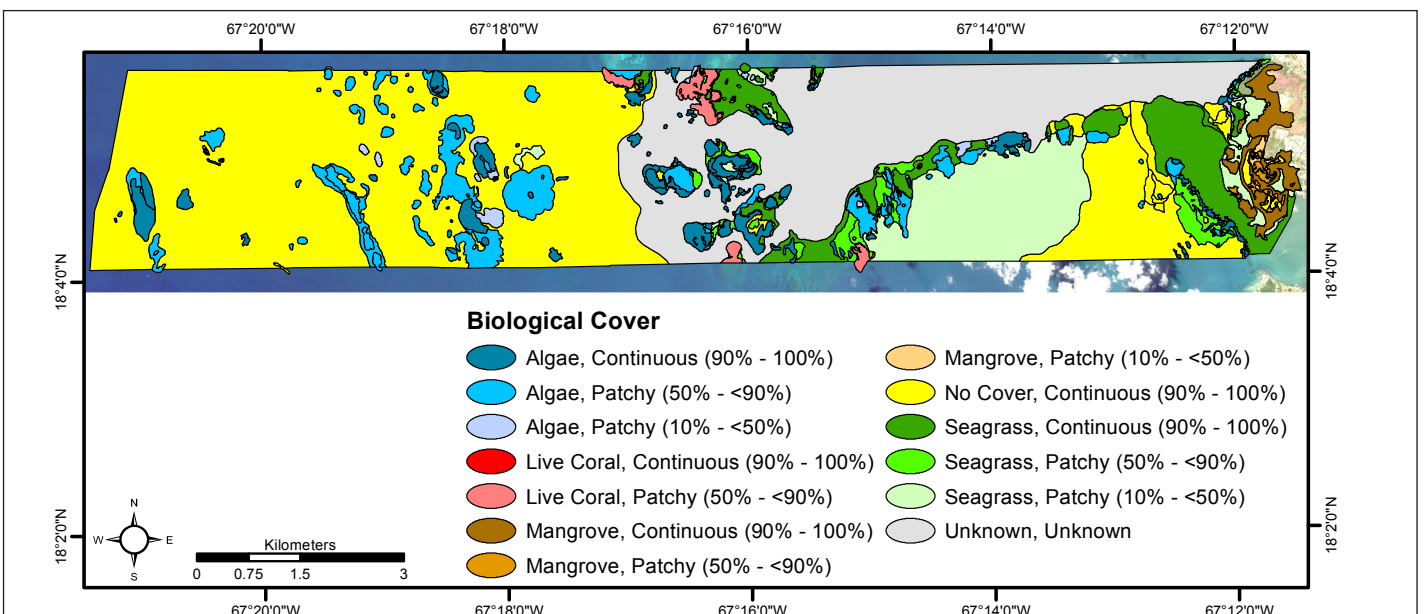 67°20'0"W 67°18'0"W 67°16'0"W 67°14'0"W 67°12'0"W
18°4'0"N 18°4'0"N
Biological Cover
Algae, Continuous (90% - 100%)
Algae, Patchy (50% - <90%)
Algae, Patchy (10% - <50%)
Live Coral, Continuous (90% - 100%)
Live Coral, Patchy (50% - <90%)
Mangrove, Continuous (90% - 100%)
Mangrove, Patchy (50% - <90%)
Mangrove, Patchy (10% - <50%)
No Cover, Continuous (90% - 100%)
Seagrass, Continuous (90% - 100%)
Seagrass, Patchy (50% - <90%)
Seagrass, Patchy (10% - <50%)
Unknown, Unknown
N
W E
S
Kilometers
0 0.75 1.5 3
18°2'0"N 18°2'0"N
67°20'0"W 67°18'0"W 67°16'0"W 67°14'0"W 67°12'0"W